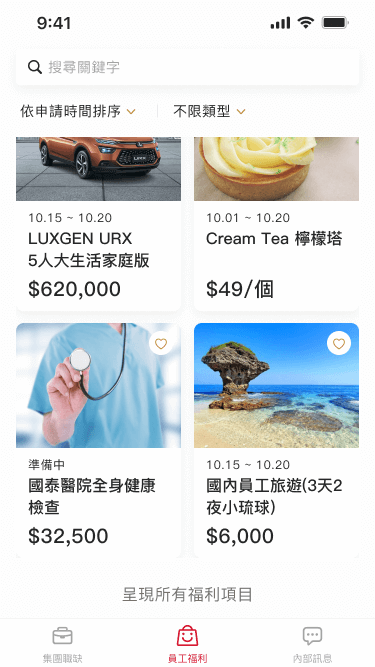 9:41
搜尋關鍵字
依申請時間排序
不限類型
10.15 ~ 10.20
LUXGEN URX
5人大生活家庭版
$620,000
10.01 ~ 10.20
Cream Tea 檸檬塔
$49/個
準備中
國泰醫院全身健康
檢查
$32,500
10.15 ~ 10.20
國內員工旅遊(3天2
夜小琉球)
$6,000
呈現所有福利項目
集團職缺
員工福利
內部訊息